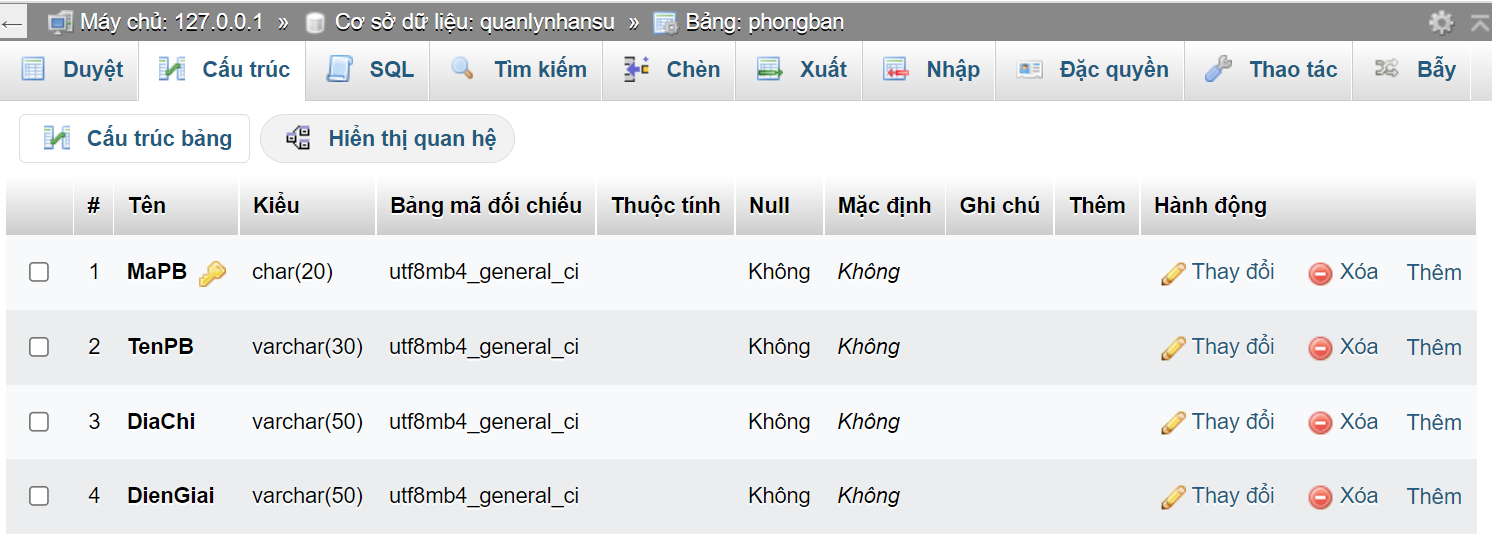 ← Máy chủ: 127.0.0.1 » Cơ sở dữ liệu: quanlynhansu » Bảng: phongban
Duyệt Cấu trúc SQL Tìm kiếm Chèn Xuất Nhập Đặc quyền Thao tác Bẫy
Cấu trúc bảng Hiển thị quan hệ
# Tên Kiểu Bảng mã đối chiếu Thuộc tính Null Mặc định Ghi chú Thêm Hành động
1 MaPB char(20) utf8mb4_general_ci Không Không Thay đổi Xóa Thêm
2 TenPB varchar(30) utf8mb4_general_ci Không Không Thay đổi Xóa Thêm
3 DiaChi varchar(50) utf8mb4_general_ci Không Không Thay đổi Xóa Thêm
4 DienGiai varchar(50) utf8mb4_general_ci Không Không Thay đổi Xóa Thêm